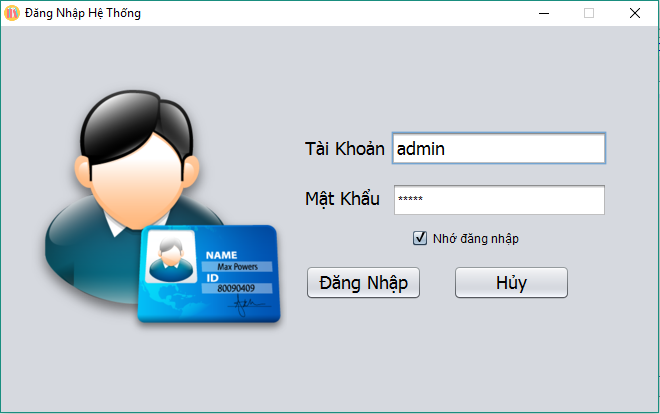 Đăng Nhập Hệ Thống
Tài Khoản admin
Mật Khẩu *****
Nhớ đăng nhập
NAME
Max Powers
ID
80090409
Đăng Nhập Hủy